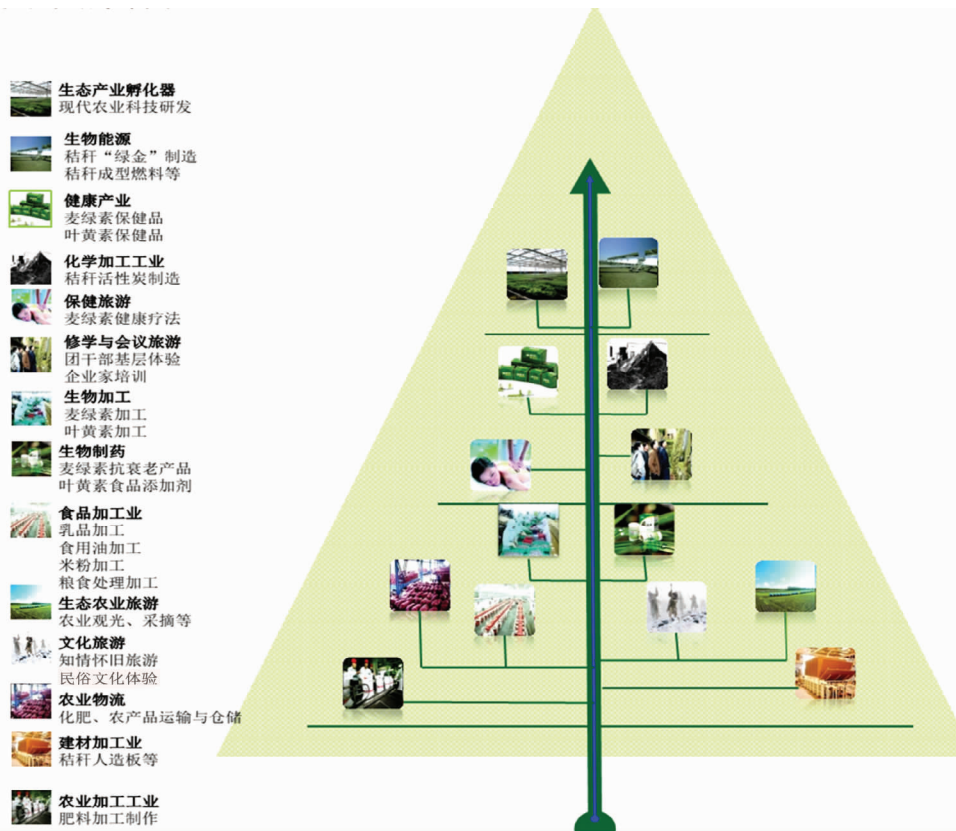 生态产业孵化器
现代农业科技研发
生物能源
秸秆“绿金”制造
秸秆成型燃料等
健康产业
麦绿素保健品
叶黄素保健品
化学加工工业
秸秆活性炭制造
保健旅游
麦绿素健康疗法
修学与会议旅游
团干部基层体验
企业家培训
生物加工
麦绿素加工
叶黄素加工
生物制药
麦绿素抗衰老产品
叶黄素食品添加剂
食品加工业
乳品加工
食用油加工
米粉加工
粮食处理加工
生态农业旅游
农业观光、采摘等
文化旅游
知情怀旧旅游
民俗文化体验
农业物流
化肥、农产品运输与仓储
建材加工业
秸秆人造板等
农业加工工业
肥料加工制作